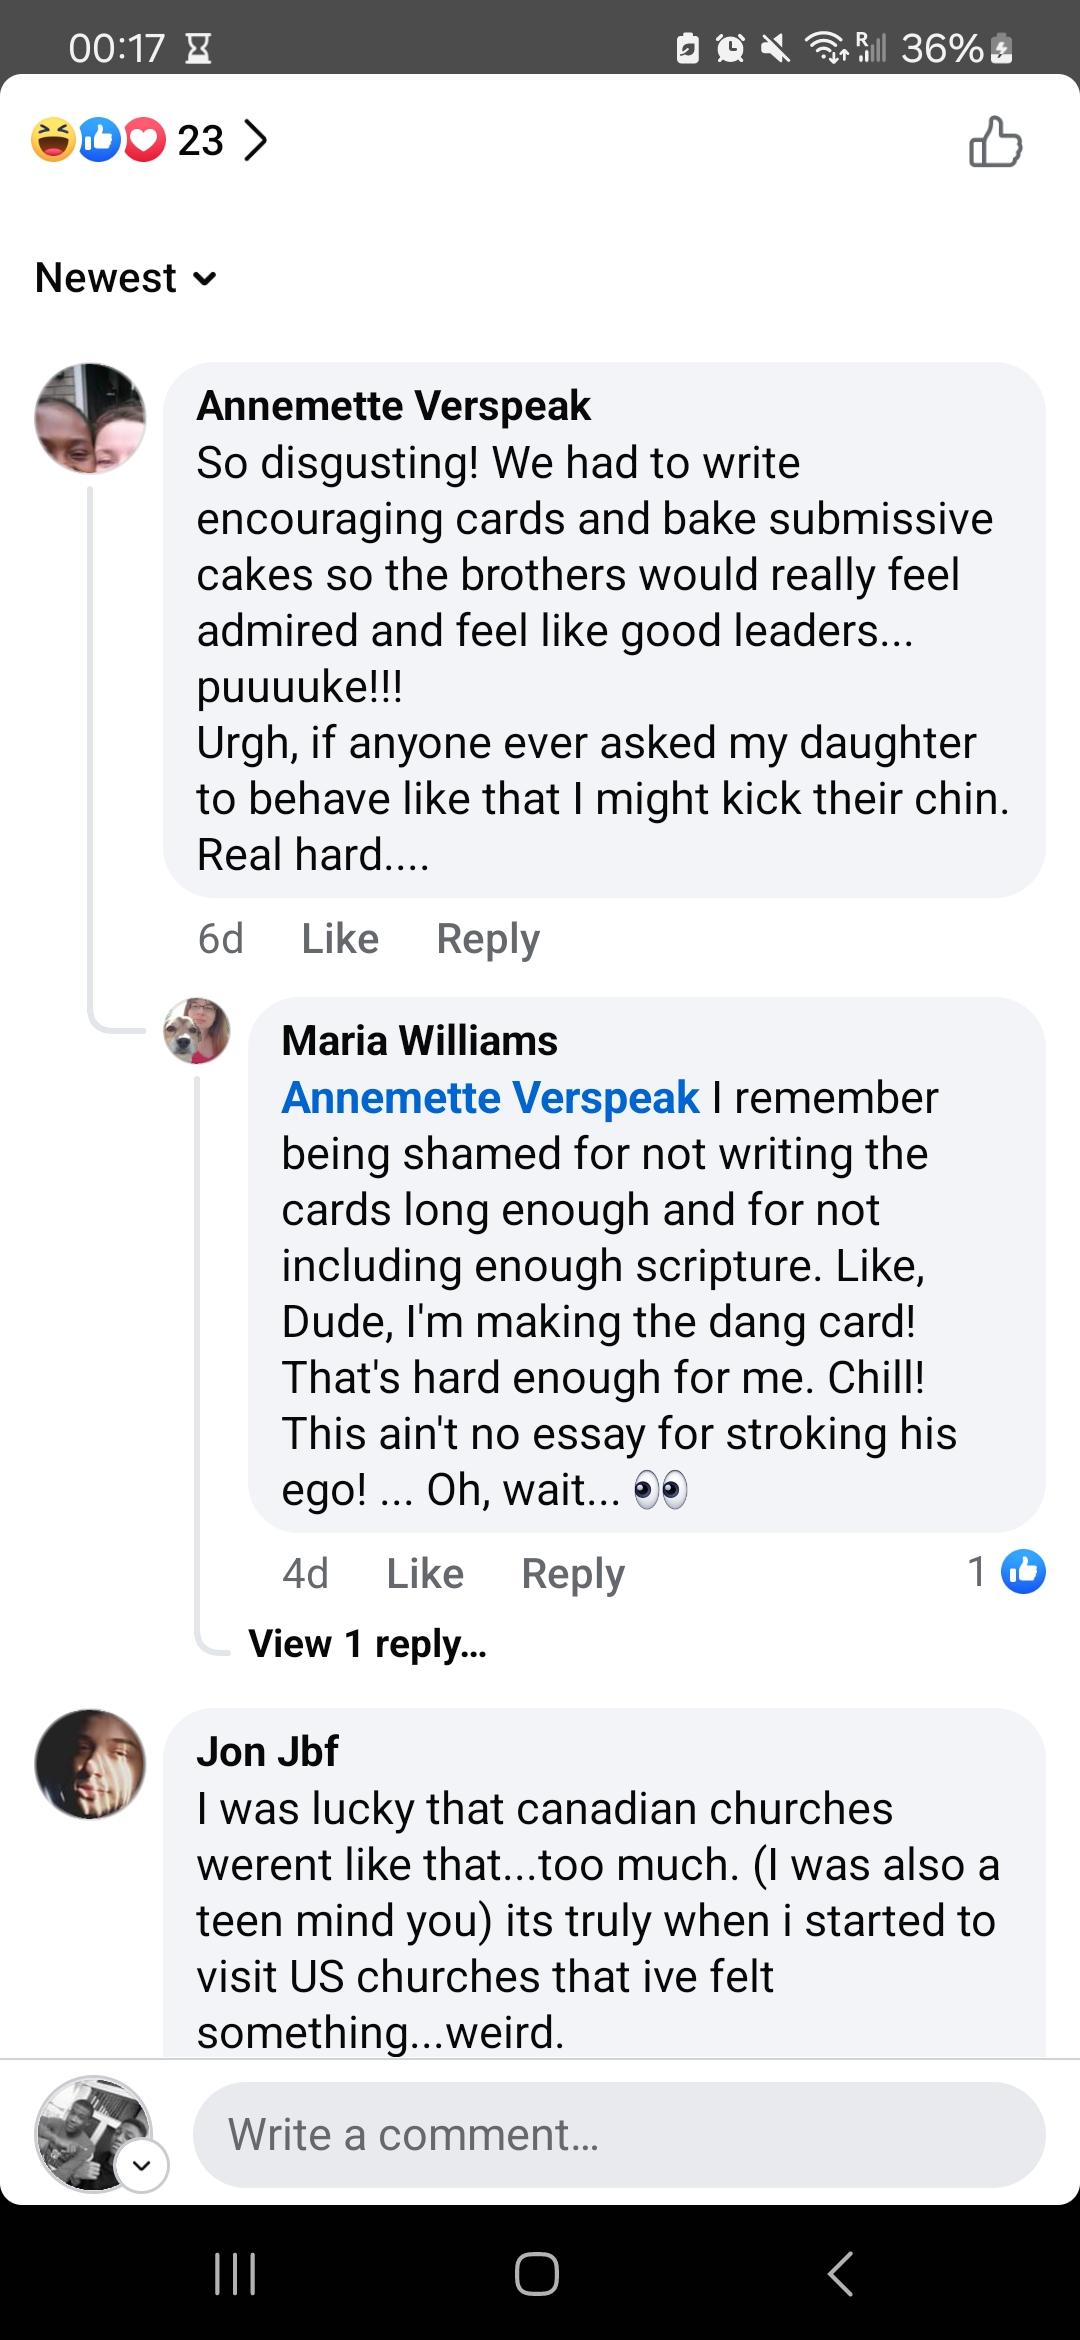 00:17
R
36%
23
Newest
Annemette Verspeak
So disgusting! We had to write
encouraging cards and bake submissive
cakes so the brothers would really feel
admired and feel like good leaders...
puuuuke!!!
Urgh, if anyone ever asked my daughter
to behave like that I might kick their chin.
Real hard....
6d Like Reply
Maria Williams
Annemette Verspeak I remember
being shamed for not writing the
cards long enough and for not
including enough scripture. Like,
Dude, I'm making the dang card!
That's hard enough for me. Chill!
This ain't no essay for stroking his
ego! ... Oh, wait... 👀
4d Like Reply 1
View 1 reply...
Jon Jbf
I was lucky that canadian churches
werent like that...too much. (I was also a
teen mind you) its truly when i started to
visit US churches that ive felt
something...weird.
Write a comment...